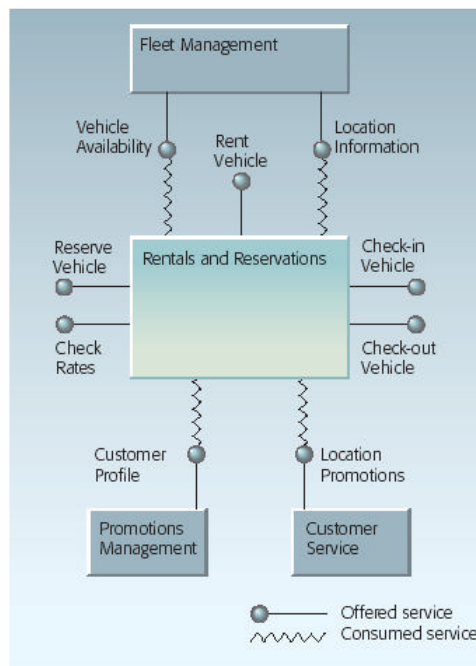 Fleet Management
Vehicle
Availability
Rent
Vehicle
Location
Information
Reserve
Vehicle
Rentals and Reservations
Check-in
Vehicle
Check
Rates
Check-out
Vehicle
Customer
Profile
Location
Promotions
Promotions
Management
Customer
Service
Offered service
Consumed service